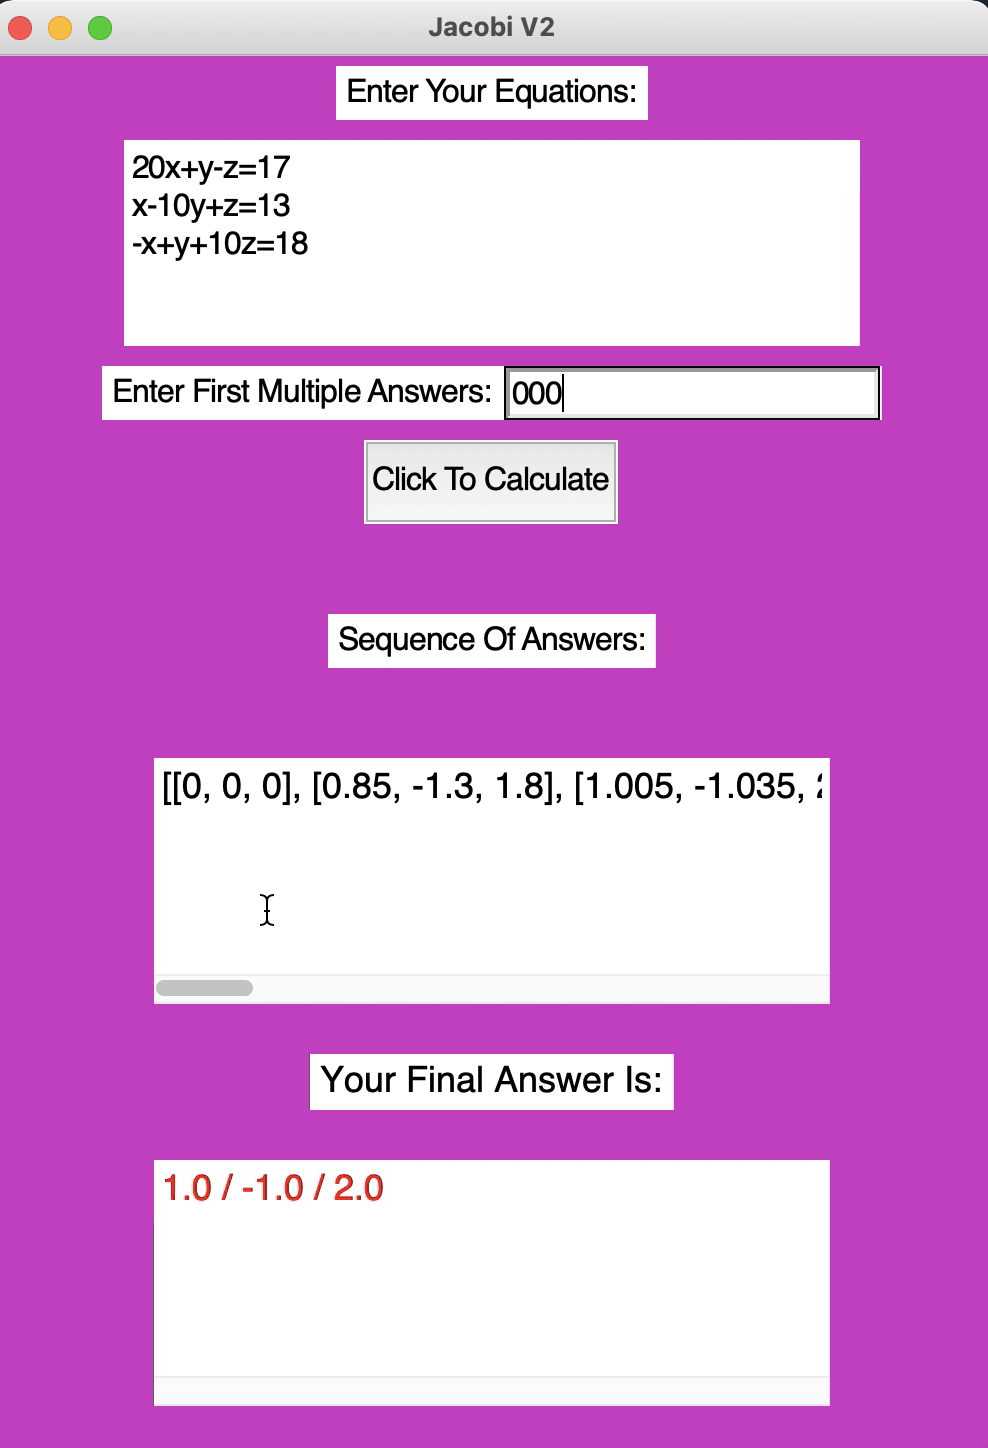 Jacobi V2
Enter Your Equations:
20x+y-z=17
x-10y+z=13
-x+y+10z=18
Enter First Multiple Answers: 000
Click To Calculate
Sequence Of Answers:
[[0, 0, 0], [0.85, -1.3, 1.8], [1.005, -1.035,
Your Final Answer Is:
1.0 / -1.0 / 2.0